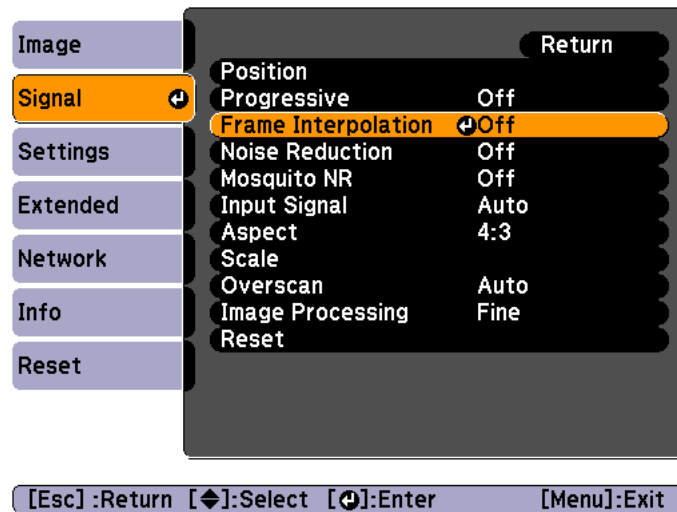 Image
Signal
Settings
Extended
Network
Info
Reset
Return
Position
Progressive Off
Frame Interpolation Off
Noise Reduction Off
Mosquito NR Off
Input Signal Auto
Aspect 4:3
Scale
Overscan Auto
Image Processing Fine
Reset
[Esc] :Return [◆]:Select [⏎]:Enter [Menu]:Exit